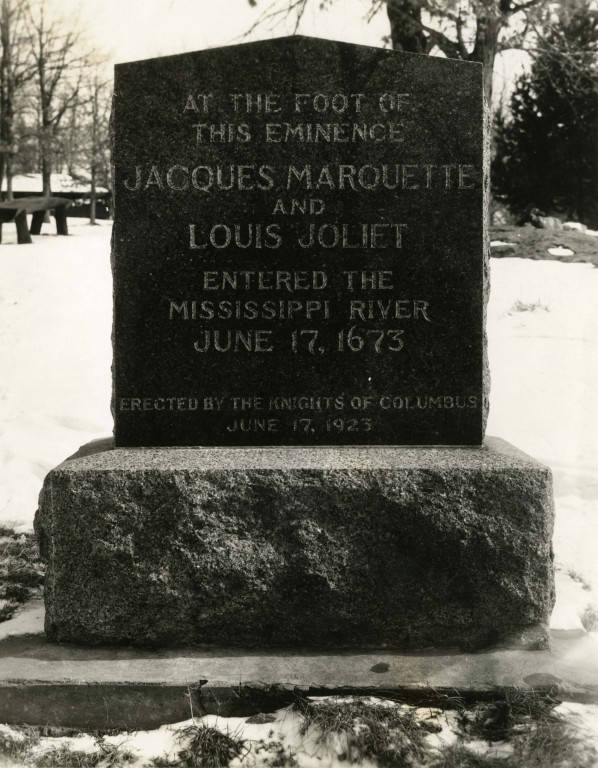 AT THE FOOT OF
THIS EMINENCE
JACQUES MARQUETTE
AND
LOUIS JOLIET
ENTERED THE
MISSISSIPPI RIVER
JUNE 17, 1673
ERECTED BY THE KNIGHTS OF COLUMBUS
JUNE 17, 1923